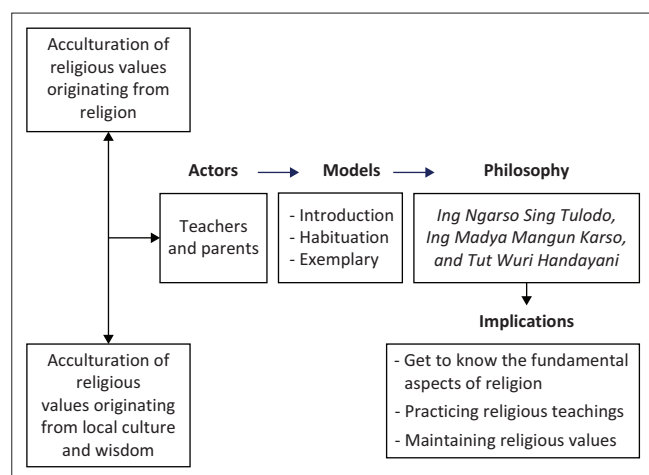 Acculturation of
religious values
originating from
religion
Actors
Models
Philosophy
Teachers
and parents
- Introduction
- Habituation
- Exemplary
Ing Ngarso Sing Tulodo,
Ing Madya Mangun Karso,
and Tut Wuri Handayani
Implications
- Get to know the fundamental
aspects of religion
- Practicing religious teachings
- Maintaining religious values
Acculturation of
religious
values originating
from local culture
and wisdom